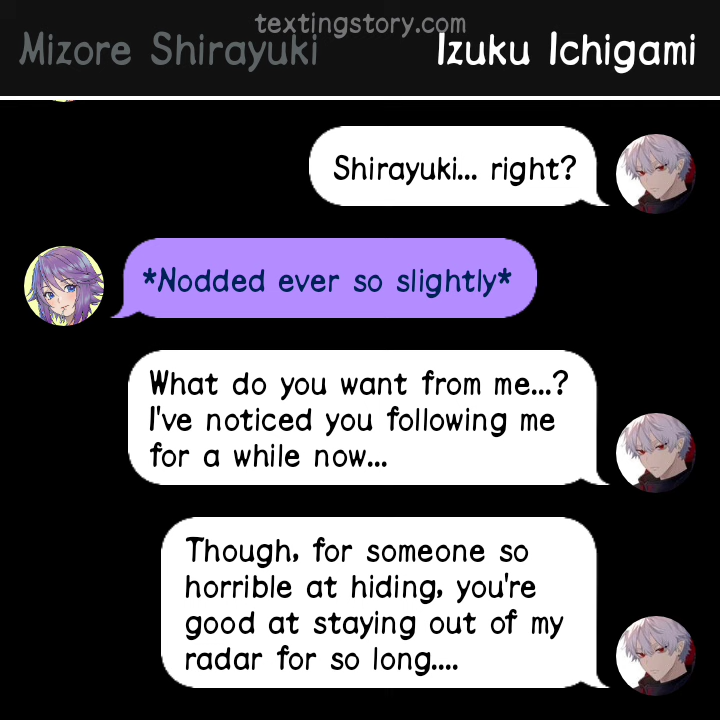 textingstory.com
Mizore Shirayuki
Izuku Ichigami
Shirayuki... right?
*Nodded ever so slightly*
What do you want from me...?
I've noticed you following me
for a while now...
Though, for someone so
horrible at hiding, you're
good at staying out of my
radar for so long....